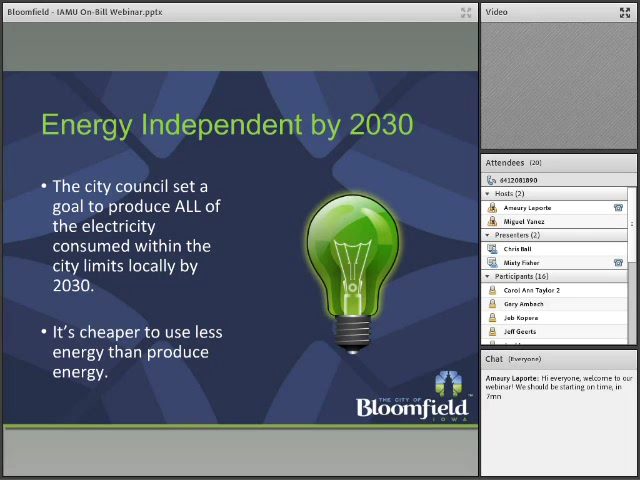 Bloomfield - IAMU On-Bill Webinar.pptx
Energy Independent by 2030
• The city council set a
goal to produce ALL of
the electricity
consumed within the
city limits locally by
2030.
• It's cheaper to use less
energy than produce
energy.
THE CITY OF
Bloomfield
IOWA
Video
Attendees (20)
6412081890
Hosts (2)
Amaury Laporte
Miguel Yanez
Presenters (2)
Chris Ball
Misty Fisher
Participants (16)
Carol Ann Taylor 2
Gery Ambach
Jeb Kopera
Jeff Geerts
Chat (Everyone)
Amaury Laporte: Hi everyone, welcome to our
webinar! We should be starting on time, in
7mn